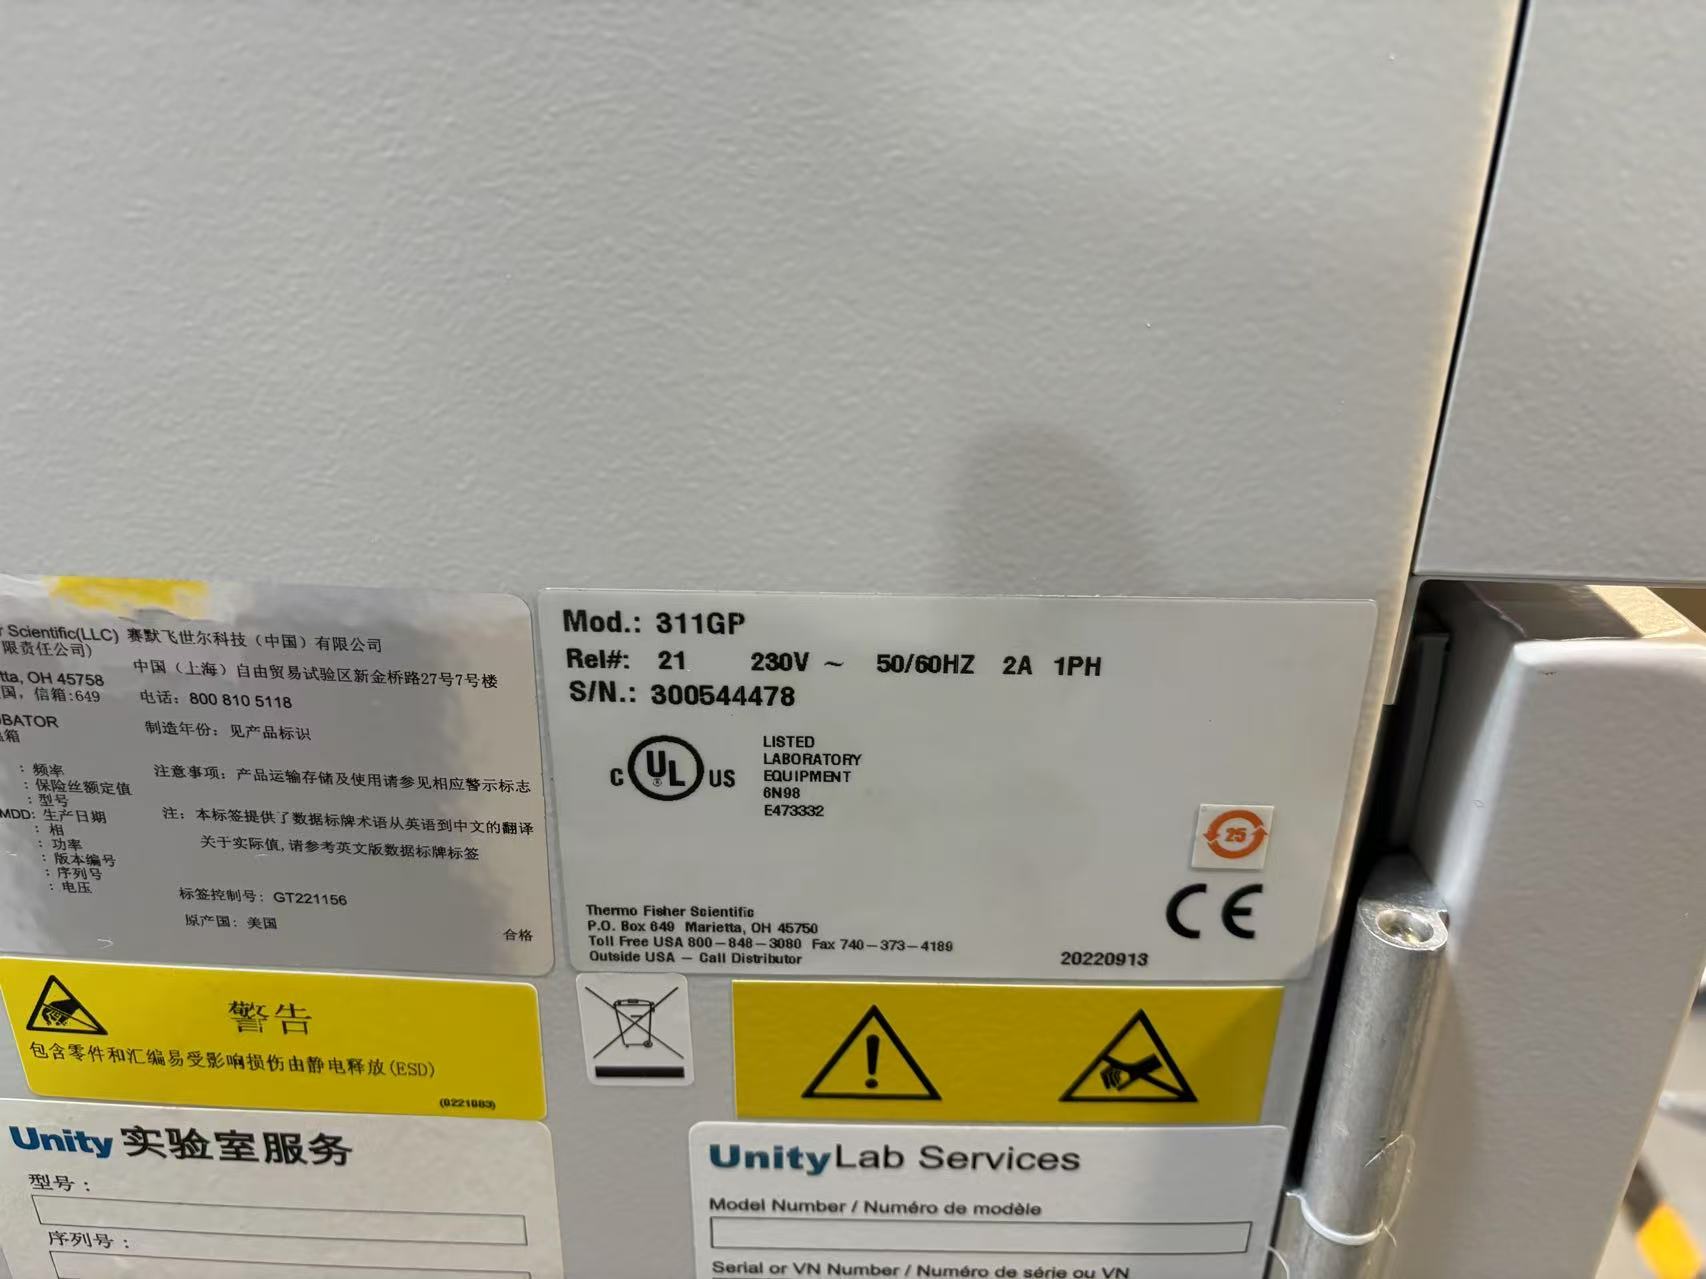 r Scientific(LLC) 赛默飞世尔科技（中国）有限公司
限责任公司)
tta, OH 45758 中国（上海）自由贸易试验区新金桥路27号7号楼
国，信箱:649 电话：800 810 5118
BATOR 制造年份：见产品标识
箱
：频率 注意事项：产品运输存储及使用请参见相应警示标志
：保险丝额定值
：型号
MDD: 生产日期 注：本标签提供了数据标牌术语从英语到中文的翻译
：相 关于实际值,请参考英文版数据标牌标签
：功率
：版本编号
：序列号 标签控制号：GT221156
：电压
原产国：美国
合格
Mod.: 311GP
Rel#: 21 230V ~ 50/60HZ 2A 1PH
S/N.: 300544478
C UL ® US
LISTED
LABORATORY
EQUIPMENT
6N98
E473332
25
CE
Thermo Fisher Scientific
P.O. Box 649 Marietta, OH 45750
Toll Free USA 800-848-3080 Fax 740-373-4189
Outside USA - Call Distributor
20220913
警告
包含零件和汇编易受影响损伤由静电释放(ESD)
(0221083)
Unity 实验室服务
型号：
序列号：
Unity Lab Services
Model Number / Numéro de modèle
Serial or VN Number / Numéro de série ou VN